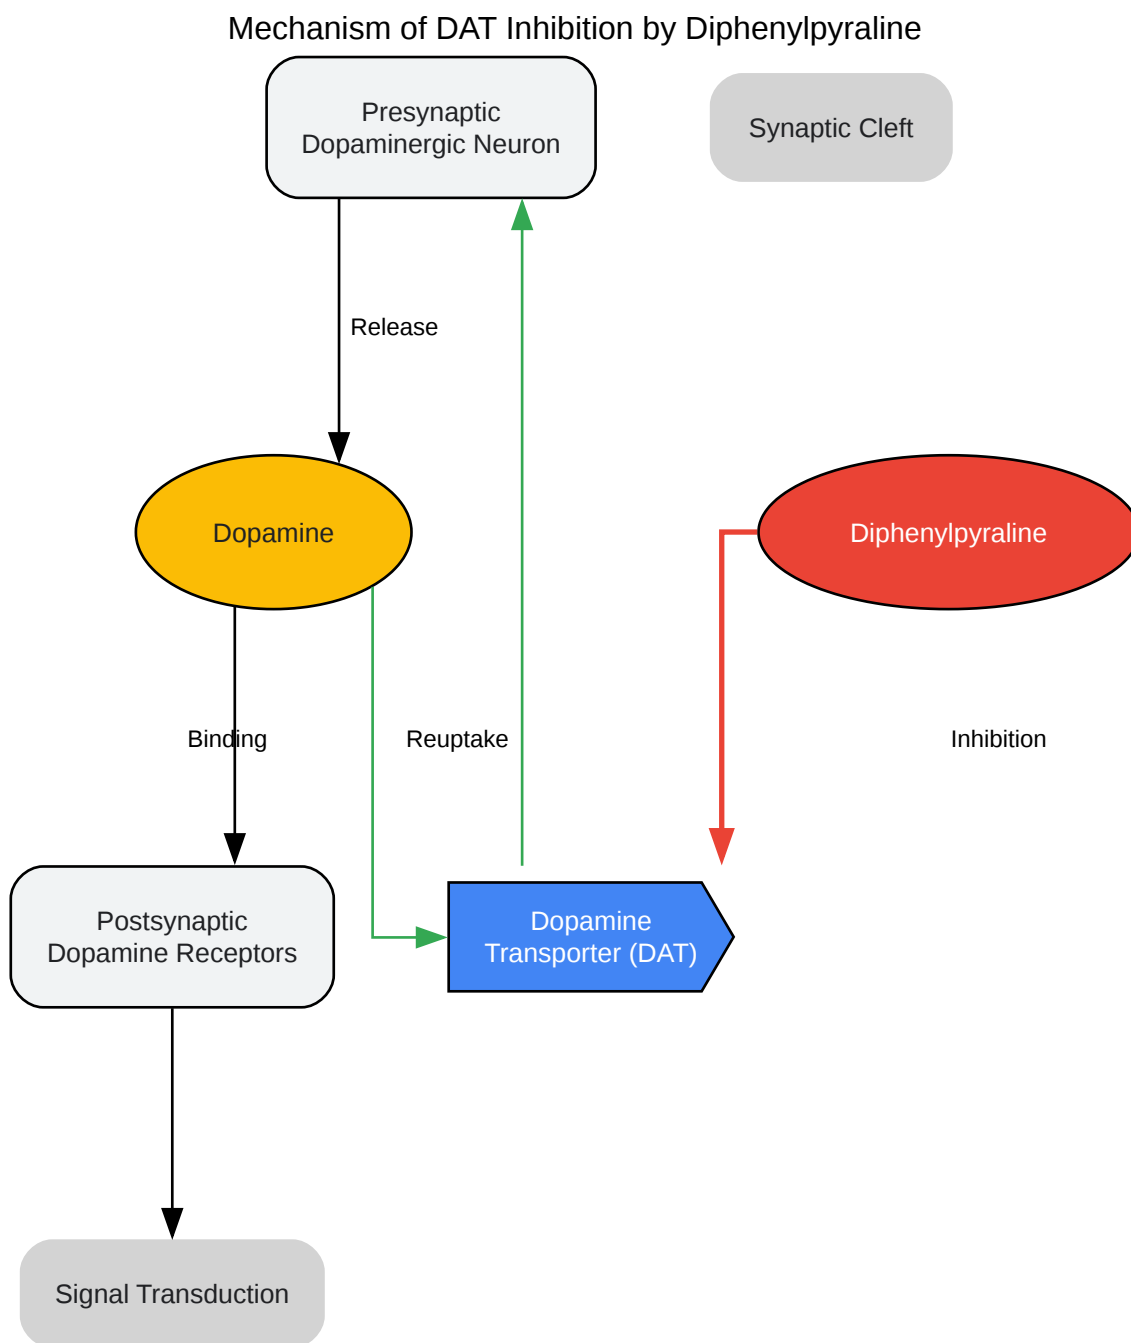 Mechanism of DAT Inhibition by Diphenylpyraline
Presynaptic
Dopaminergic Neuron
Synaptic Cleft
Release
Dopamine
Diphenylpyraline
Binding
Reuptake
Inhibition
Postsynaptic
Dopamine Receptors
Dopamine
Transporter (DAT)
Signal Transduction